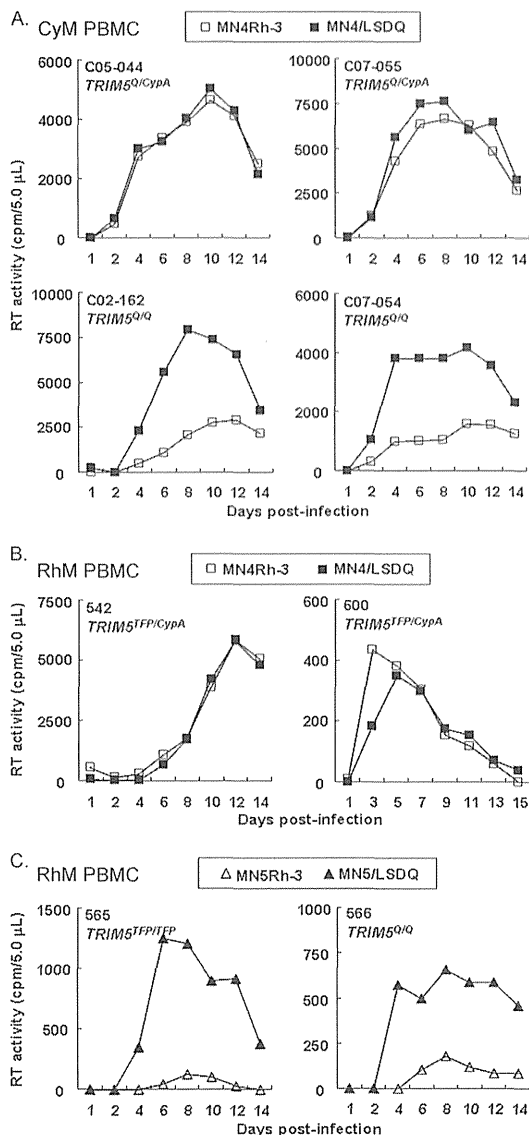 A.
CyM PBMC
MN4Rh-3 MN4/LSDQ
C05-044
TRIM5Q/CypA
6000
4000
2000
0
1 2 4 6 8 10 12 14
C07-055
TRIM5Q/CypA
10000
7500
5000
2500
0
1 2 4 6 8 10 12 14
RT activity (cpm/5.0 μL)
C02-162
TRIM5Q/Q
10000
7500
5000
2500
0
1 2 4 6 8 10 12 14
C07-054
TRIM5Q/Q
6000
4000
2000
0
1 2 4 6 8 10 12 14
Days post-infection
B.
RhM PBMC
MN4Rh-3 MN4/LSDQ
RT activity (cpm/5.0 μL)
542
TRIM5TFP/CypA
7500
5000
2500
0
1 2 4 6 8 10 12 14
600
TRIM5TFP/CypA
600
400
200
0
1 3 5 7 9 11 13 15
Days post-infection
C.
RhM PBMC
MN5Rh-3 MN5/LSDQ
RT activity (cpm/5.0 μL)
565
TRIM5TFP/TFP
1500
1000
500
0
1 2 4 6 8 10 12 14
566
TRIM5Q/Q
1000
750
500
250
0
1 2 4 6 8 10 12 14
Days post-infection